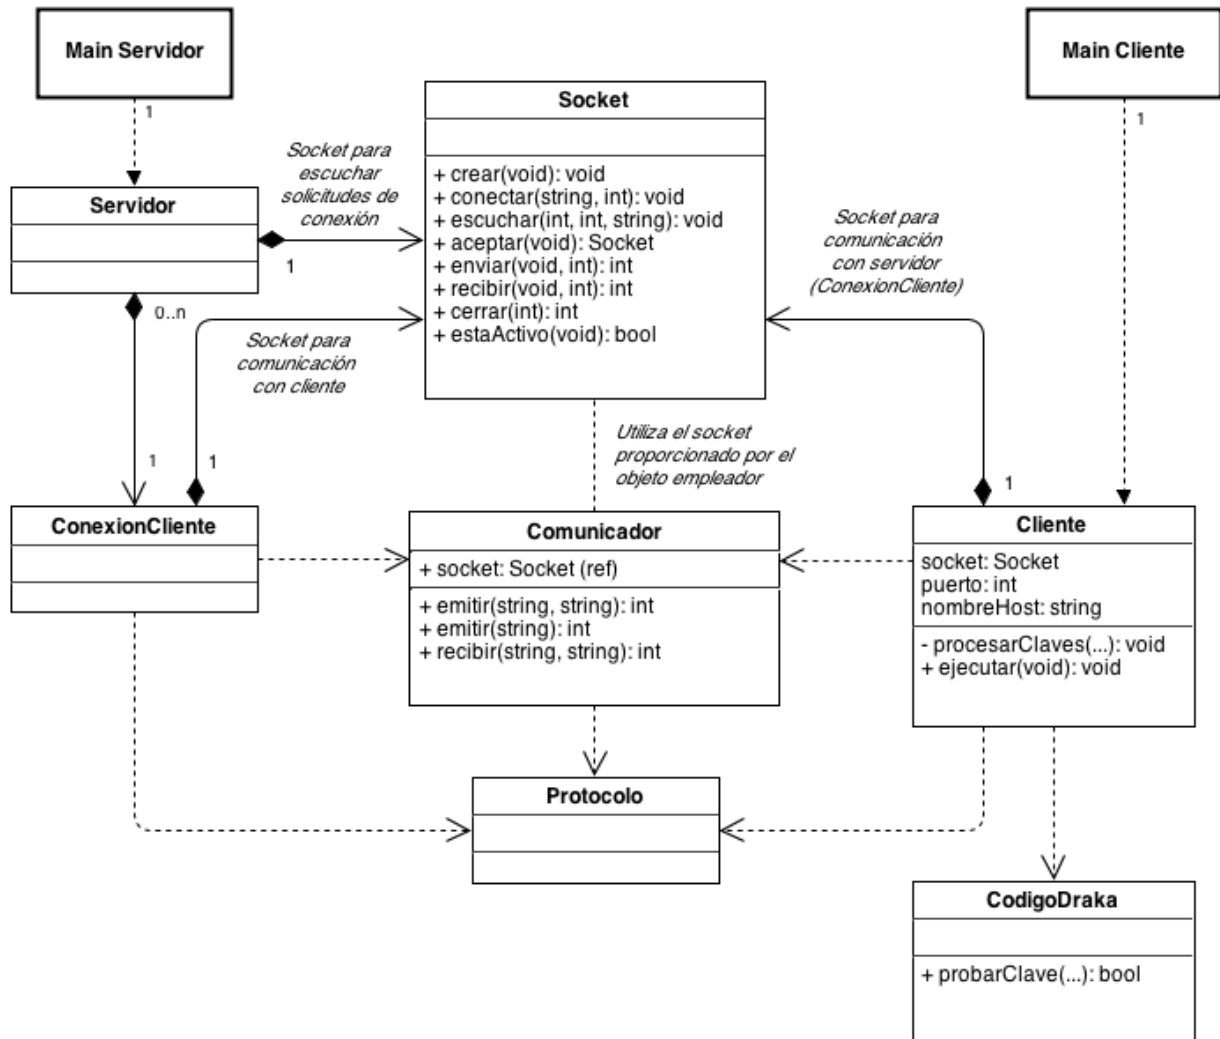 Main Servidor
1
Main Cliente
1
Socket
+ crear(void): void
+ conectar(string, int): void
+ escuchar(int, int, string): void
+ aceptar(void): Socket
+ enviar(void, int): int
+ recibir(void, int): int
+ cerrar(int): int
+ estaActivo(void): bool
Socket para
escuchar
solicitudes de
conexión
Servidor
1
0..n
Socket para
comunicación
con cliente
Socket para
comunicación
con servidor
(ConexionCliente)
Utiliza el socket
proporcionado por el
objeto empleador
1
1
1
ConexionCliente
Comunicador
+ socket: Socket (ref)
+ emitir(string, string): int
+ emitir(string): int
+ recibir(string, string): int
Cliente
socket: Socket
puerto: int
nombreHost: string
- procesarClaves(...): void
+ ejecutar(void): void
Protocolo
CodigoDraka
+ probarClave(...): bool